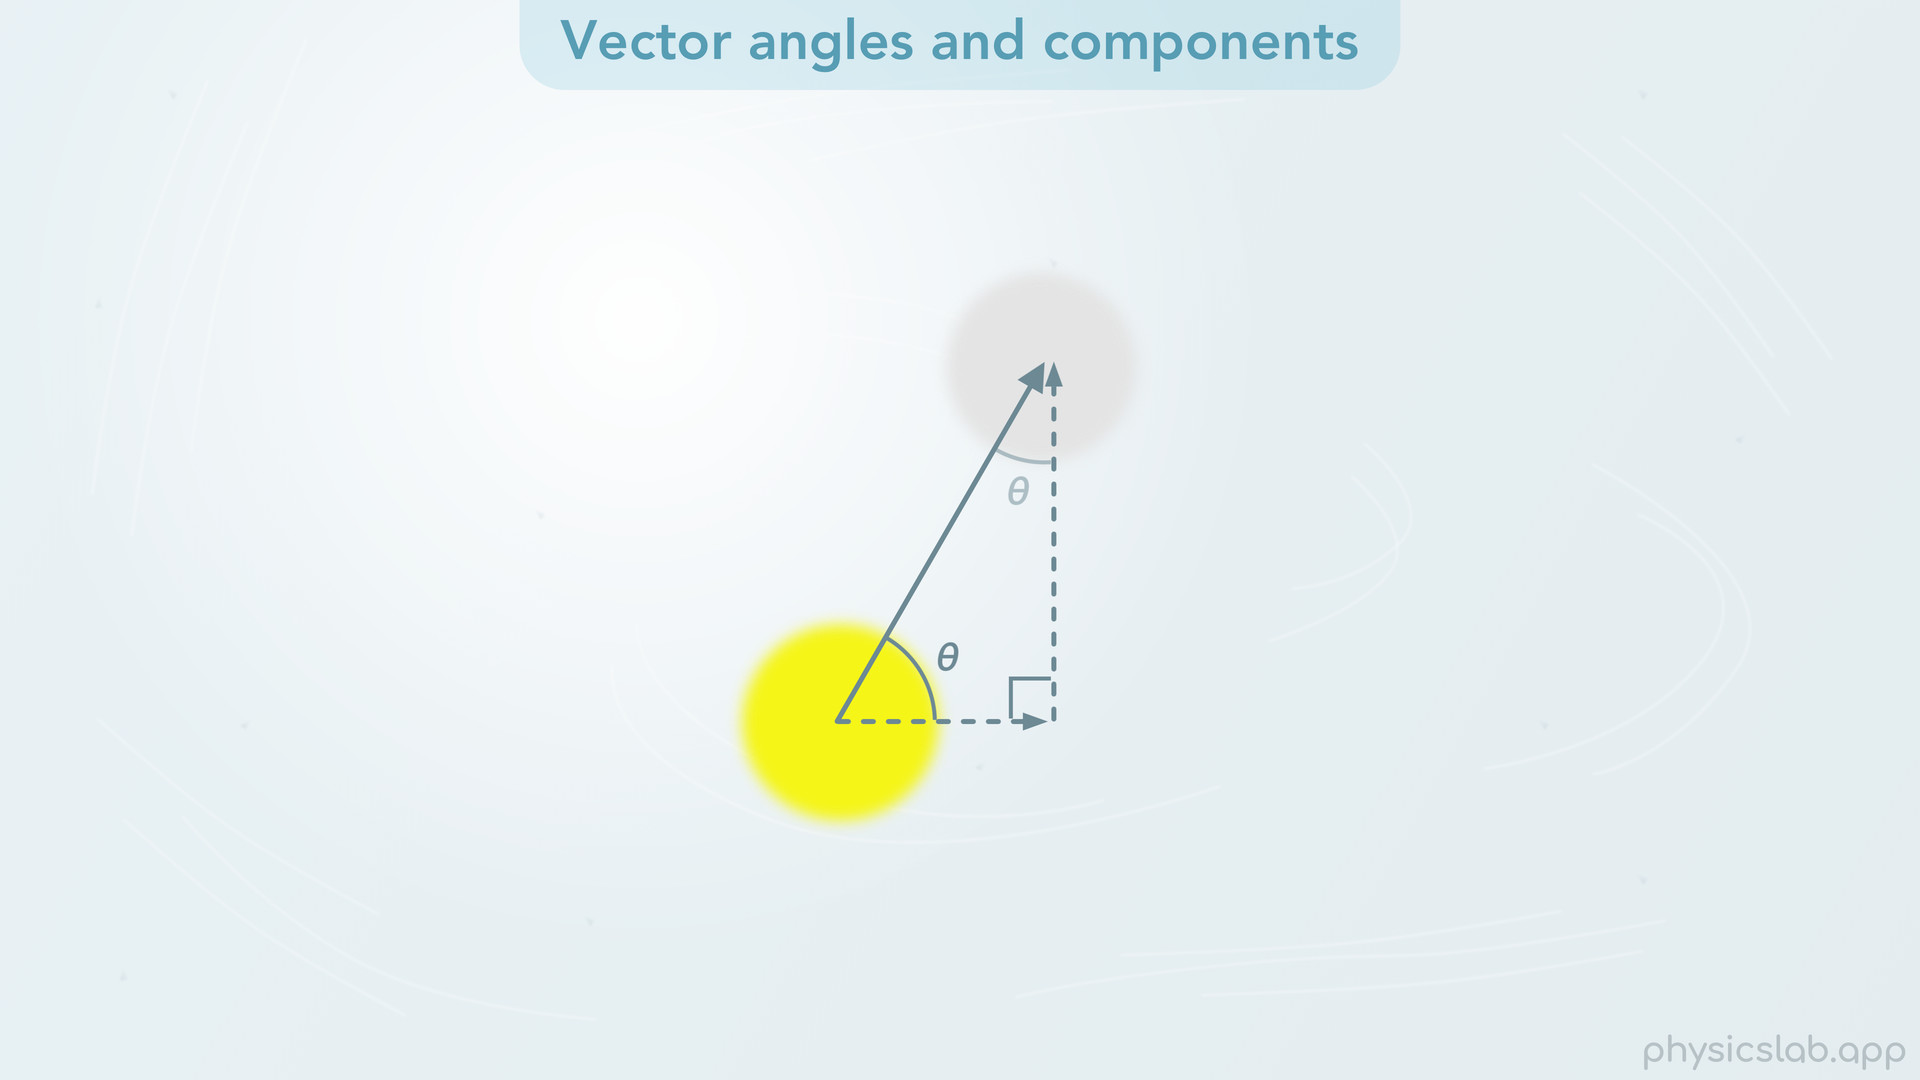 Vector angles and components
θ
θ
physicslab.app